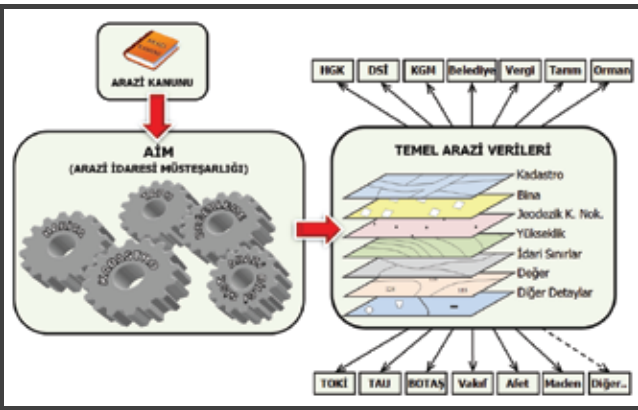 ARAZİ KANUNU
AİM
(ARAZİ İDARESİ MÜSTEŞARLIĞI)
KADASTRO
HGK DSİ KGM Belediye Vergi Tarım Orman
TEMEL ARAZİ VERİLERİ
Kadastro
Bina
Jeodezik K. Nok.
Yükseklik
İdari Sınırlar
Değer
Diğer Detaylar
TOKİ TAU BOTAŞ Vakıf Afet Maden Diğer..